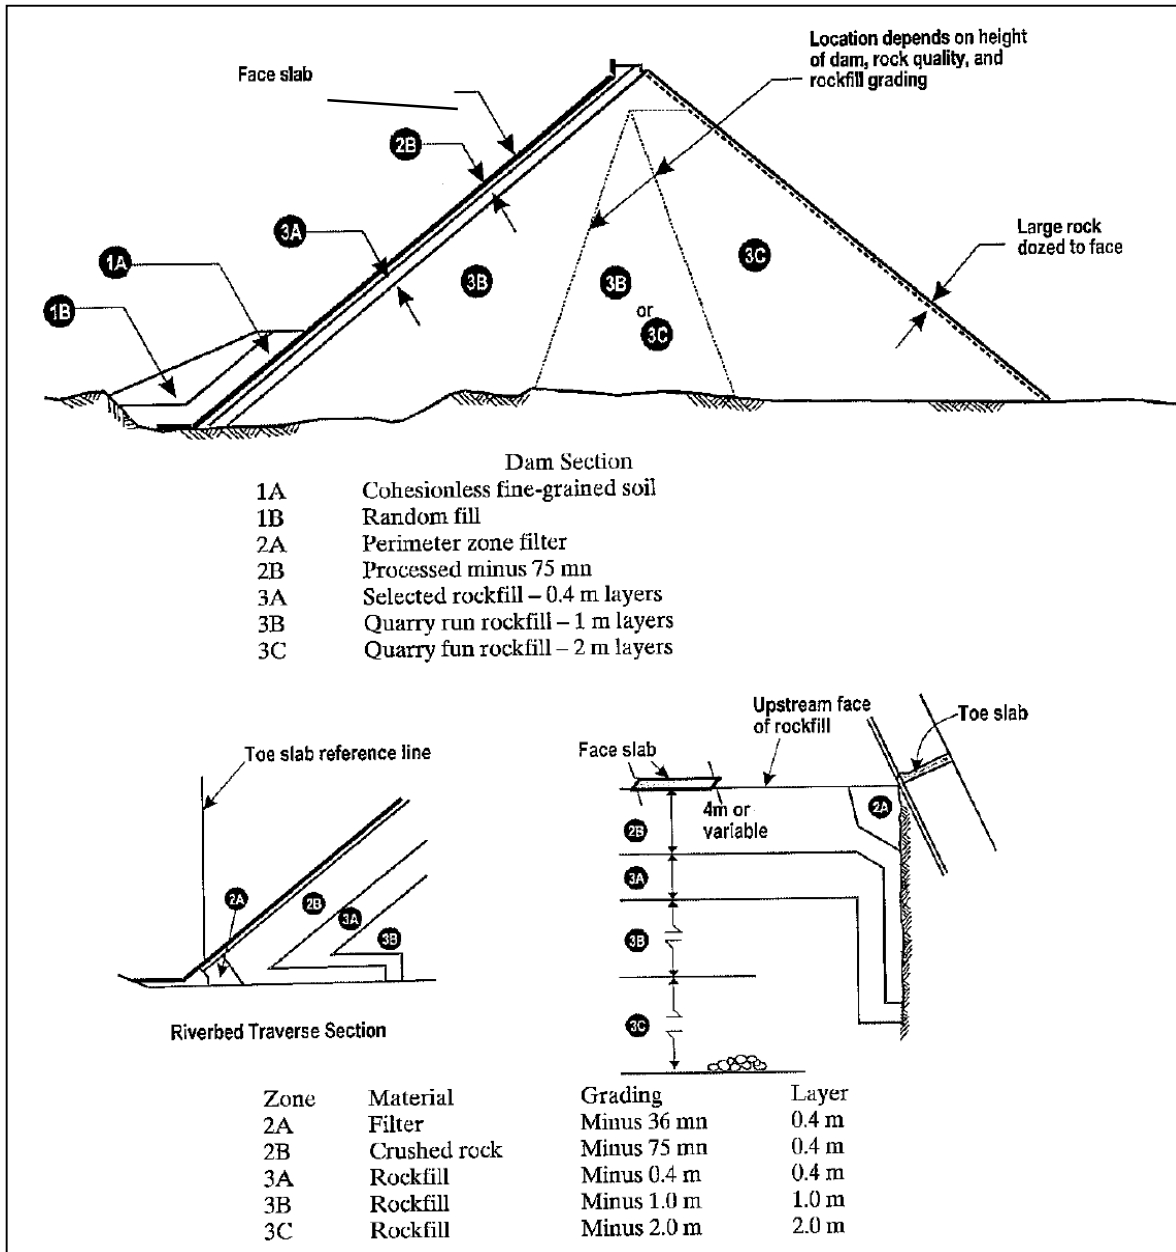 Location depends on height
of dam, rock quality, and
rockfill grading
Face slab
2B
3A
1A
1B
3B
3B
or
3C
3C
Large rock
dozed to face
Dam Section
1A Cohesionless fine-grained soil
1B Random fill
2A Perimeter zone filter
2B Processed minus 75 mn
3A Selected rockfill – 0.4 m layers
3B Quarry run rockfill – 1 m layers
3C Quarry fun rockfill – 2 m layers
Toe slab reference line
2A
2B
3A
3B
Riverbed Traverse Section
Upstream face
of rockfill
Toe slab
Face slab
4m or
variable
2A
2B
3A
3B
3C
Zone Material Grading Layer
2A Filter Minus 36 mn 0.4 m
2B Crushed rock Minus 75 mn 0.4 m
3A Rockfill Minus 0.4 m 0.4 m
3B Rockfill Minus 1.0 m 1.0 m
3C Rockfill Minus 2.0 m 2.0 m